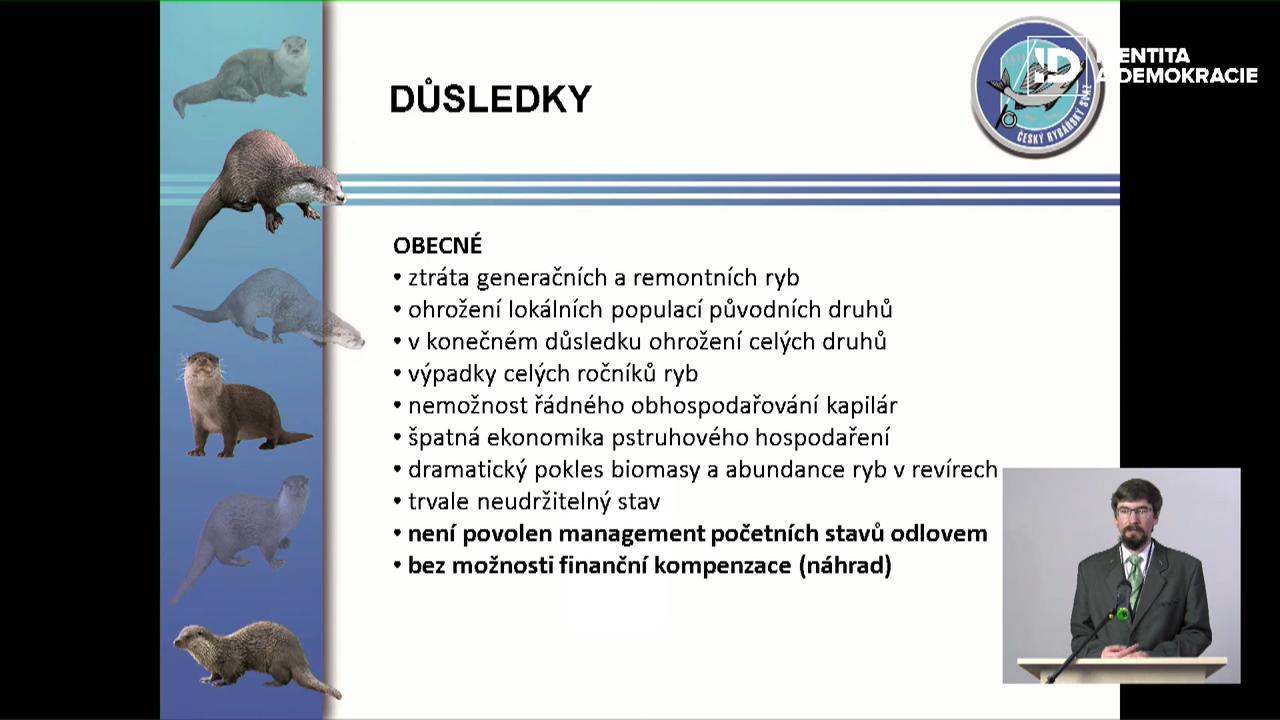 IDENTITA
A DEMOKRACIE
ČESKÝ RYBÁŘSKÝ SVAZ
DŮSLEDKY
OBECNÉ
• ztráta generačních a remontních ryb
• ohrožení lokálních populací původních druhů
• v konečném důsledku ohrožení celých druhů
• výpadky celých ročníků ryb
• nemožnost řádného obhospodařování kapilár
• špatná ekonomika pstruhového hospodaření
• dramatický pokles biomasy a abundance ryb v revírech
• trvale neudržitelný stav
• není povolen management početních stavů odlovem
• bez možnosti finanční kompenzace (náhrad)